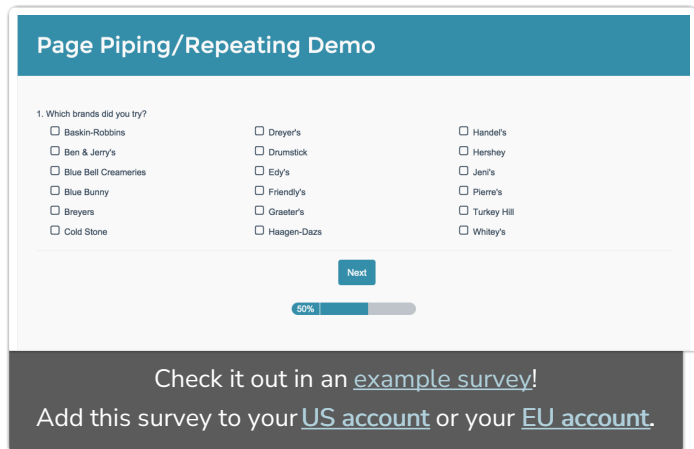 Page Piping/Repeating Demo
1. Which brands did you try?
Baskin-Robbins
Ben & Jerry's
Blue Bell Creameries
Blue Bunny
Breyers
Cold Stone
Dreyer's
Drumstick
Edy's
Friendly's
Graeter's
Haagen-Dazs
Handel's
Hershey
Jeni's
Pierre's
Turkey Hill
Whitey's
Next
50%
Check it out in an example survey!
Add this survey to your US account or your EU account.